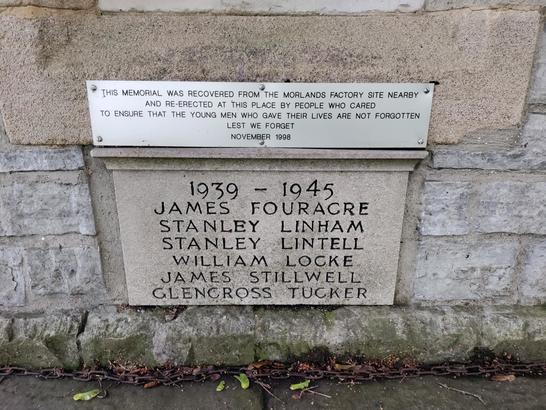 THIS MEMORIAL WAS RECOVERED FROM THE MORLANDS FACTORY SITE NEARBY
AND RE-ERECTED AT THIS PLACE BY PEOPLE WHO CARED
TO ENSURE THAT THE YOUNG MEN WHO GAVE THEIR LIVES ARE NOT FORGOTTEN
LEST WE FORGET
NOVEMBER 1998
1939 - 1945
JAMES FOURACRE
STANLEY LINHAM
STANLEY LINTELL
WILLIAM LOCKE
JAMES STILLWELL
GLENCROSS TUCKER